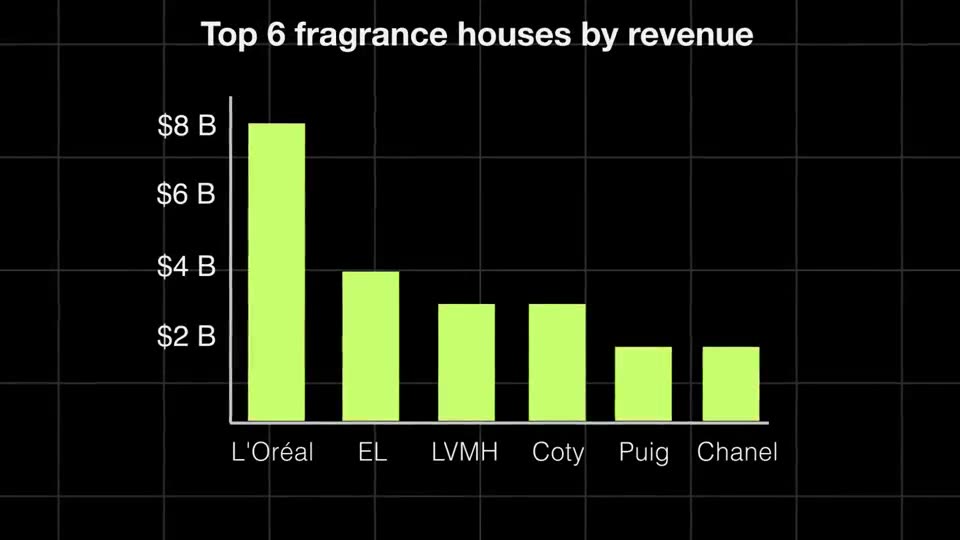 Top 6 fragrance houses by revenue
$8 B
$6 B
$4 B
$2 B
L'Oréal EL LVMH Coty Puig Chanel